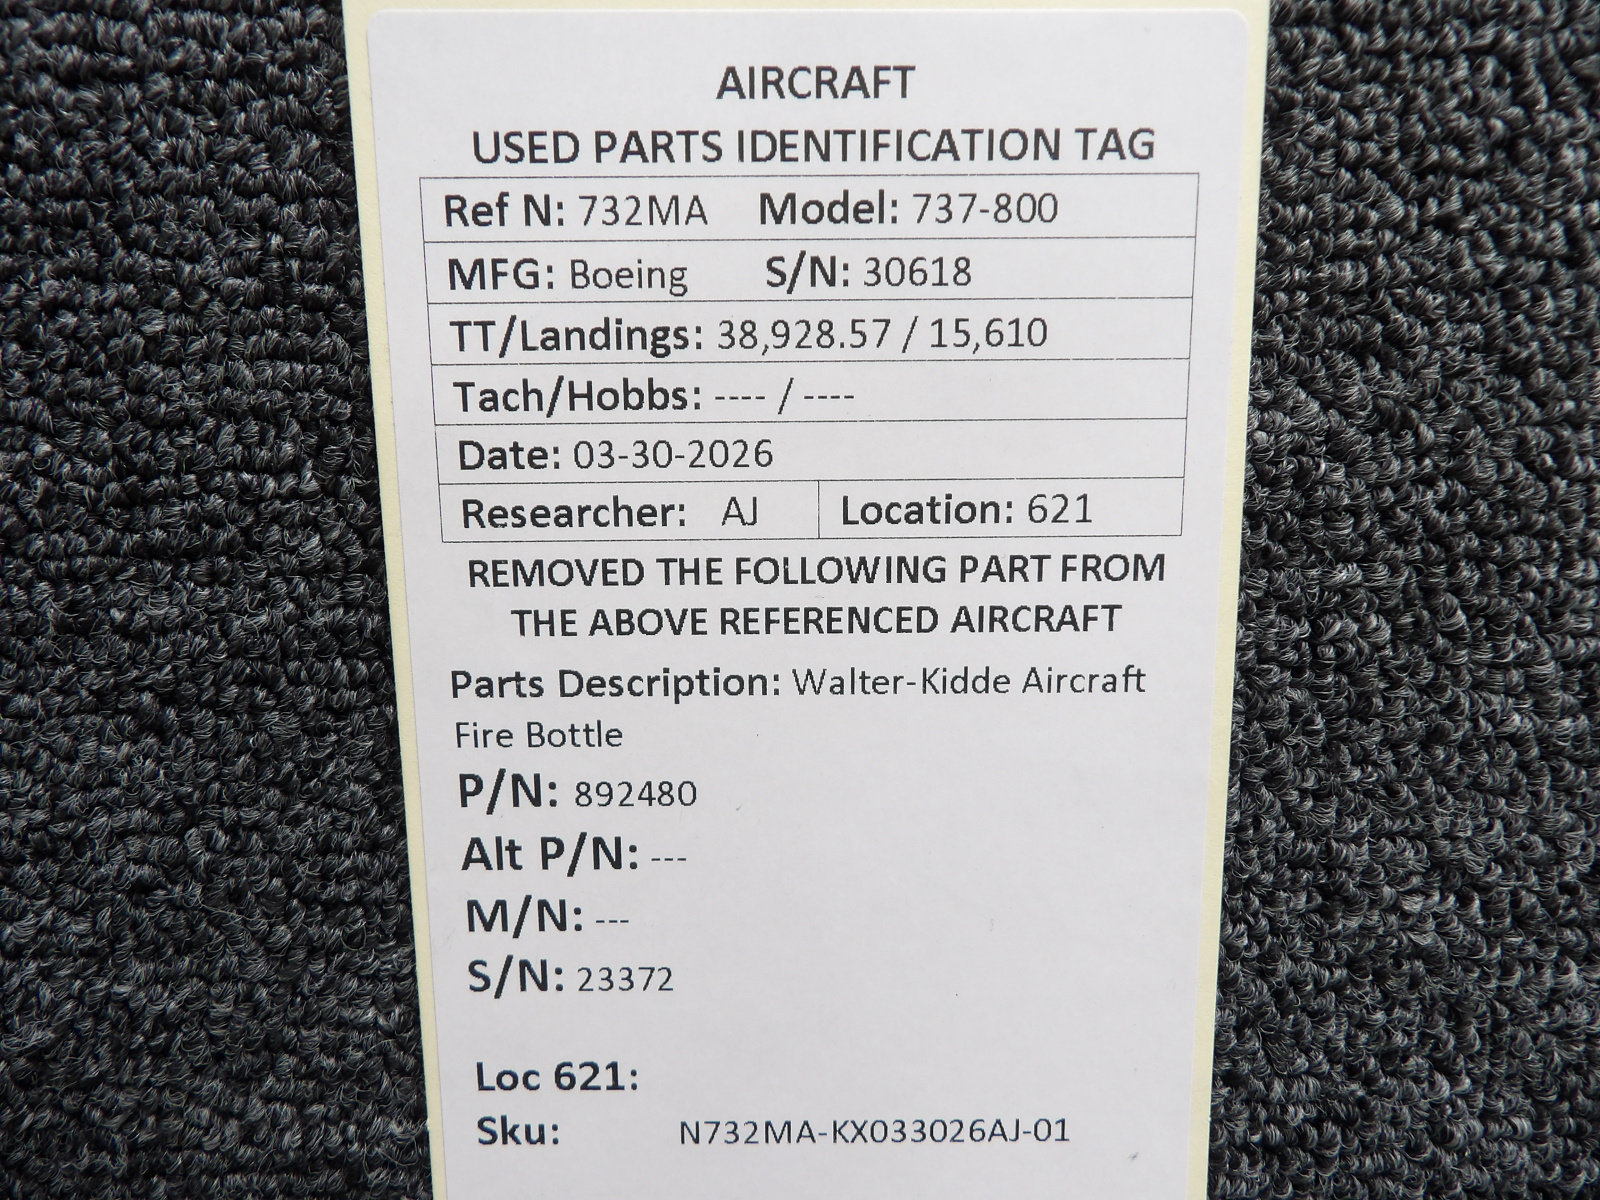 AIRCRAFT
USED PARTS IDENTIFICATION TAG
Ref N: 732MA Model: 737-800
MFG: Boeing S/N: 30618
TT/Landings: 38,928.57 / 15,610
Tach/Hobbs: ---- / ----
Date: 03-30-2026
Researcher: AJ Location: 621
REMOVED THE FOLLOWING PART FROM
THE ABOVE REFERENCED AIRCRAFT
Parts Description: Walter-Kidde Aircraft
Fire Bottle
P/N: 892480
Alt P/N: ---
M/N: ---
S/N: 23372
Loc 621:
Sku: N732MA-KX033026AJ-01